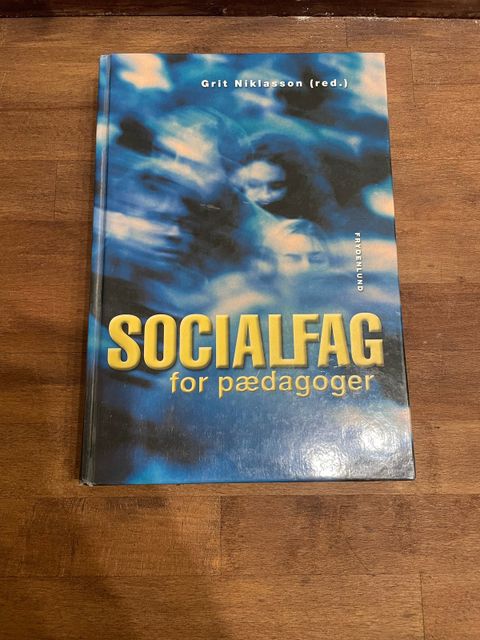 Grit Niklasson (red.)
FRYDENLUND
SOCIALFAG
for pædagoger